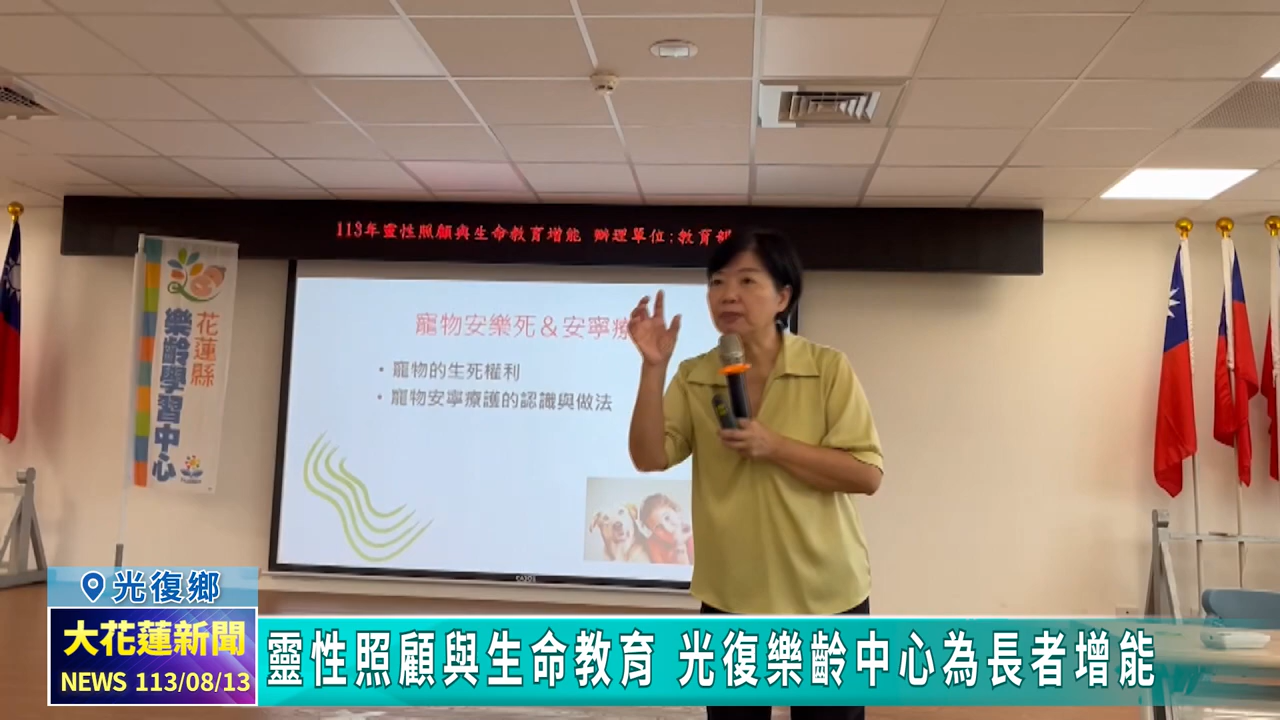 113年靈性照顧與生命教育增能 辦理單位:教育部
花蓮縣
樂齡學習中心
寵物安樂死&安寧療
• 寵物的生死權利
• 寵物安寧療護的認識與做法
光復鄉
大花蓮新聞
NEWS 113/08/13
靈性照顧與生命教育 光復樂齡中心為長者增能